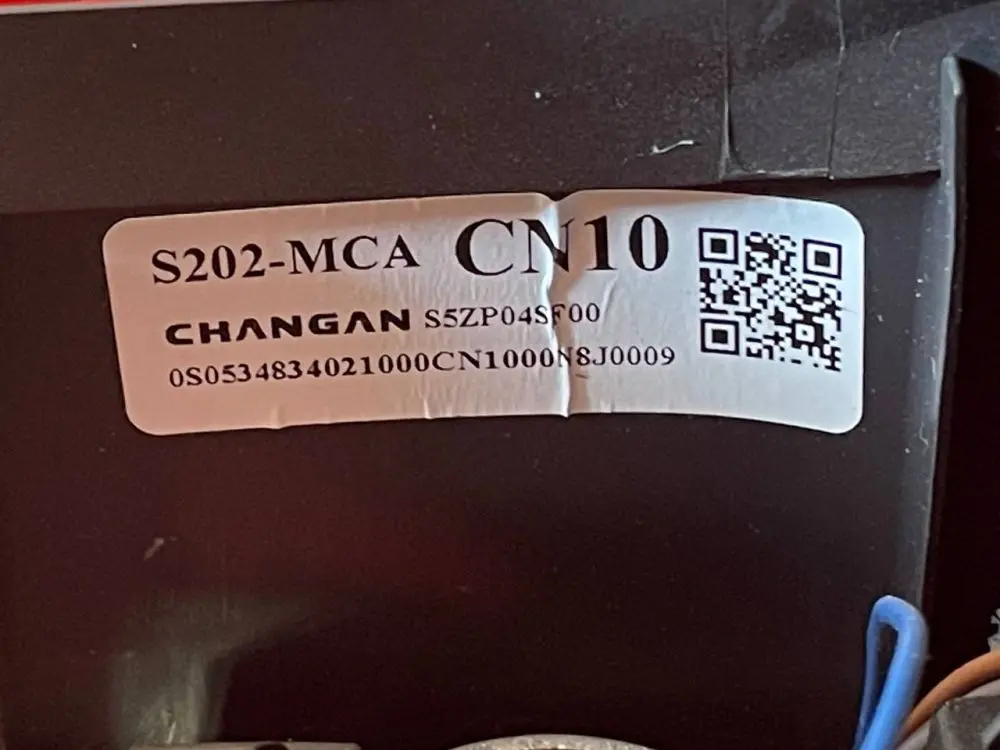 S202-MCA CN10
CHANGAN S5ZP04SF00
0S0534834021000CN1000N8J0009